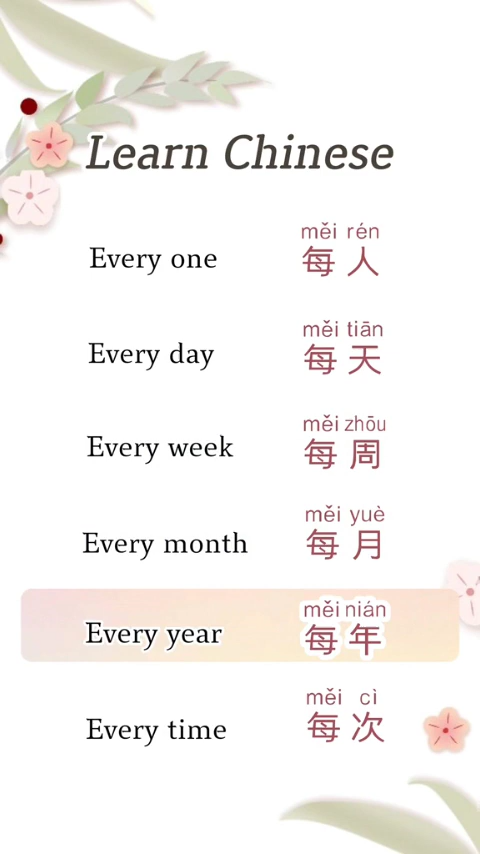 Learn Chinese
měi rén
Every one 每人
měi tiān
Every day 每天
měi zhōu
Every week 每周
měi yuè
Every month 每月
měi nián
Every year 每年
měi cì
Every time 每次